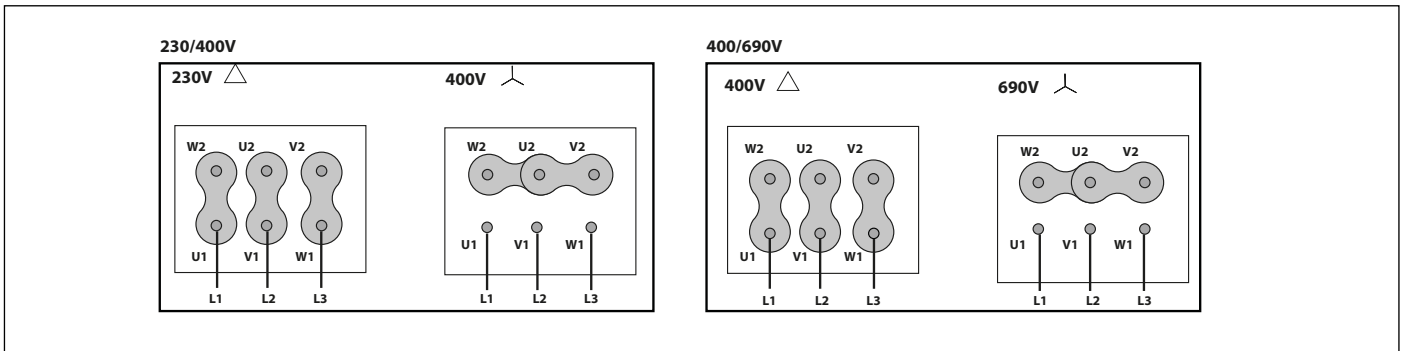 230/400V
230V
400V
W2 U2 V2
U1 V1 W1
L1 L2 L3
W2 U2 V2
U1 V1 W1
L1 L2 L3
400/690V
400V
690V
W2 U2 V2
U1 V1 W1
L1 L2 L3
W2 U2 V2
U1 V1 W1
L1 L2 L3